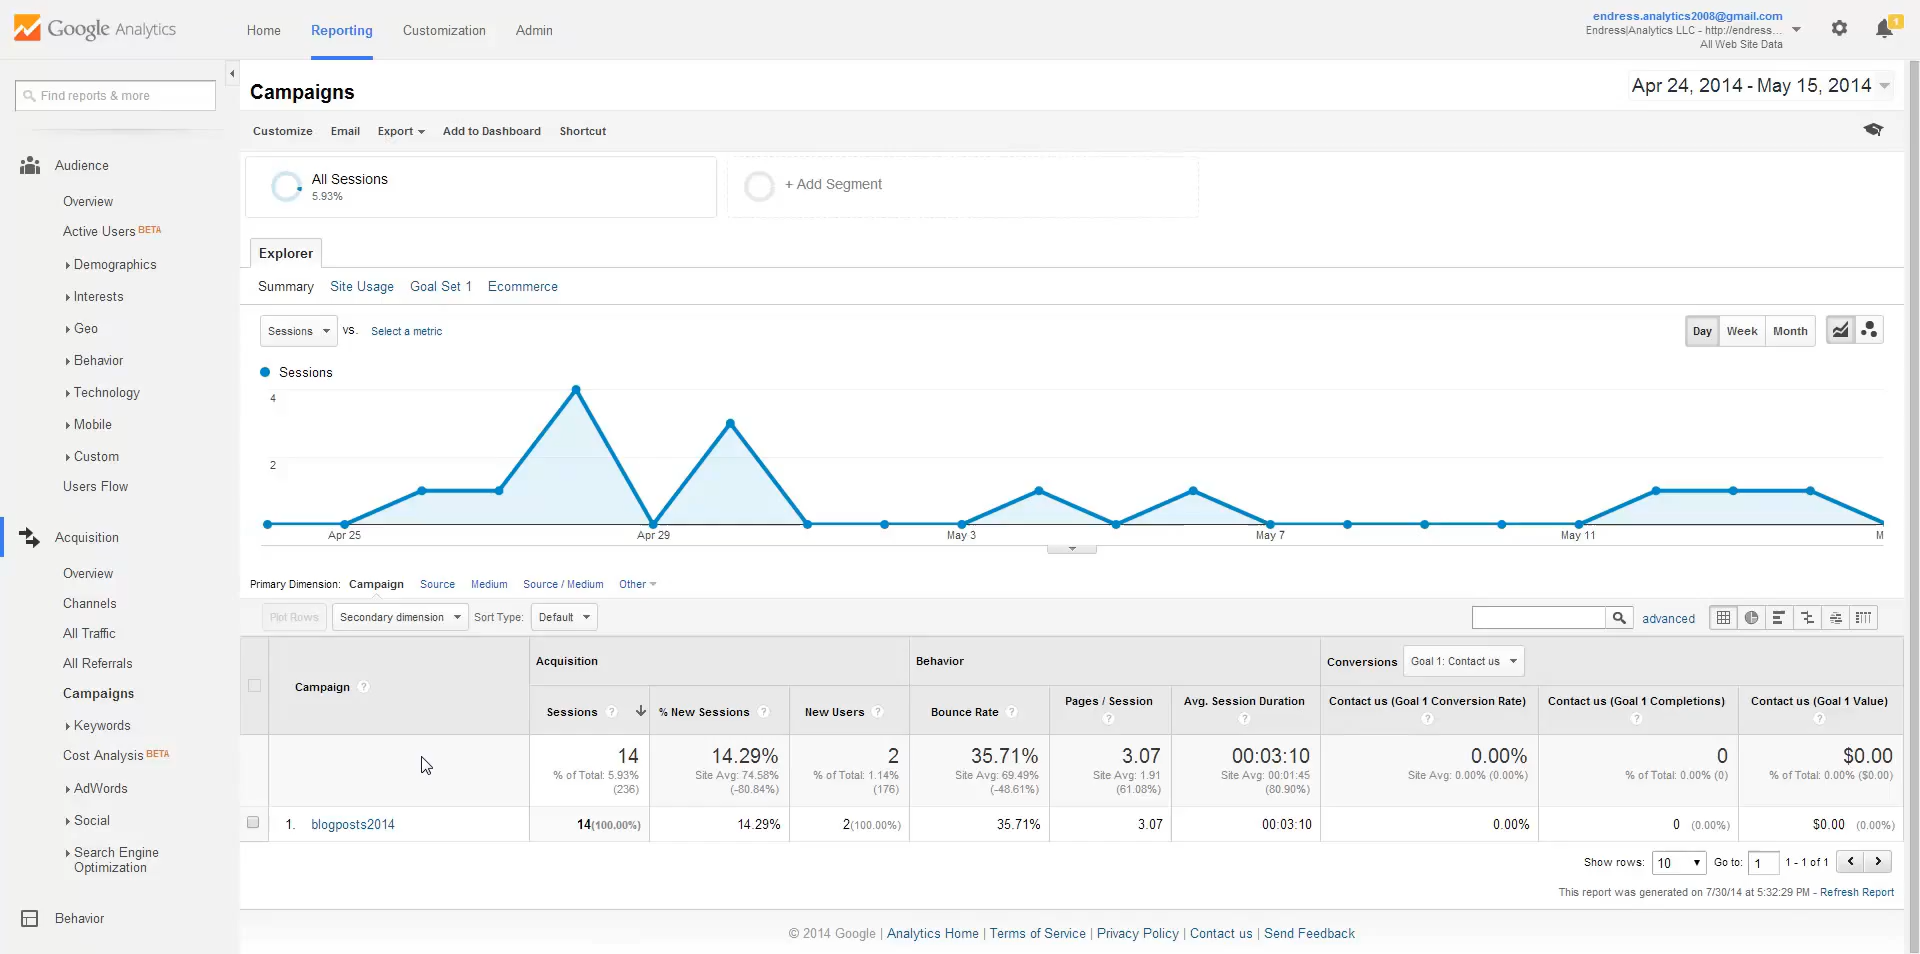 Google Analytics
Home Reporting Customization Admin
endress.analytics2008@gmail.com
Endress|Analytics LLC - http://endress...
All Web Site Data
1
Find reports & more
Audience
Overview
Active Users BETA
Demographics
Interests
Geo
Behavior
Technology
Mobile
Custom
Users Flow
Acquisition
Overview
Channels
All Traffic
All Referrals
Campaigns
Keywords
Cost Analysis BETA
AdWords
Social
Search Engine
Optimization
Behavior
Campaigns
Apr 24, 2014 - May 15, 2014
Customize Email Export Add to Dashboard Shortcut
All Sessions
5.93%
+ Add Segment
Explorer
Summary Site Usage Goal Set 1 Ecommerce
Sessions VS. Select a metric
Day Week Month
Sessions
4
2
Apr 25 Apr 29 May 3 May 7 May 11 M
Primary Dimension: Campaign Source Medium Source / Medium Other
Plot Rows Secondary dimension Sort Type: Default
advanced
Campaign ?
Acquisition Behavior Conversions Goal 1: Contact us
Sessions ? % New Sessions ? New Users ? Bounce Rate ? Pages / Session ? Avg. Session Duration ? Contact us (Goal 1 Conversion Rate) ? Contact us (Goal 1 Completions) ? Contact us (Goal 1 Value) ?
14 14.29% 2 35.71% 3.07 00:03:10 0.00% 0 $0.00
% of Total: 5.93% Site Avg: 74.58% % of Total: 1.14% Site Avg: 69.49% Site Avg: 1.91 Site Avg: 00:01:45 Site Avg: 0.00% (0.00%) % of Total: 0.00% (0) % of Total: 0.00% ($0.00)
(236) (-80.84%) (176) (-48.61%) (61.08%) (80.90%)
1. blogposts2014 14(100.00%) 14.29% 2(100.00%) 35.71% 3.07 00:03:10 0.00% 0 (0.00%) $0.00 (0.00%)
Show rows: 10 Go to: 1 1 - 1 of 1
This report was generated on 7/30/14 at 5:32:29 PM - Refresh Report
© 2014 Google | Analytics Home | Terms of Service | Privacy Policy | Contact us | Send Feedback